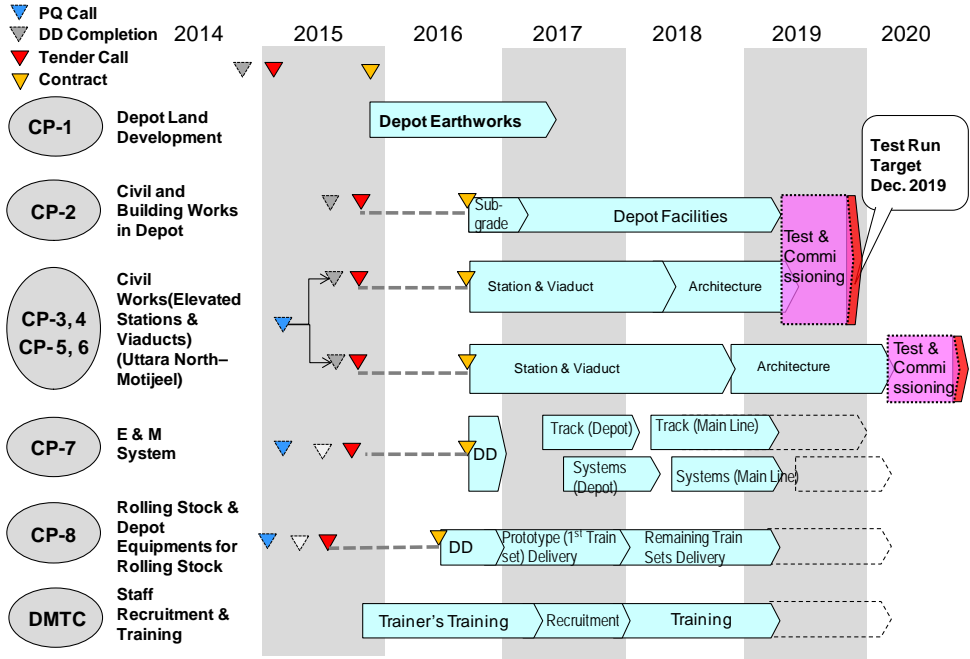 PQ Call
DD Completion
Tender Call
Contract
2014 2015 2016 2017 2018 2019 2020
CP-1
Depot Land
Development
Depot Earthworks
Test Run
Target
Dec. 2019
CP-2
Civil and
Building Works
in Depot
Sub-
grade
Depot Facilities
Test &
Commi
ssioning
CP-3, 4
CP- 5, 6
Civil
Works(Elevated
Stations &
Viaducts)
(Uttara North–
Motijeel)
Station & Viaduct
Architecture
Station & Viaduct
Architecture
Test &
Commi
ssioning
CP-7
E & M
System
DD
Track (Depot)
Track (Main Line)
Systems
(Depot)
Systems (Main Line)
CP-8
Rolling Stock &
Depot
Equipments for
Rolling Stock
DD
Prototype (1st Train
set) Delivery
Remaining Train
Sets Delivery
DMTC
Staff
Recruitment &
Training
Trainer's Training
Recruitment
Training